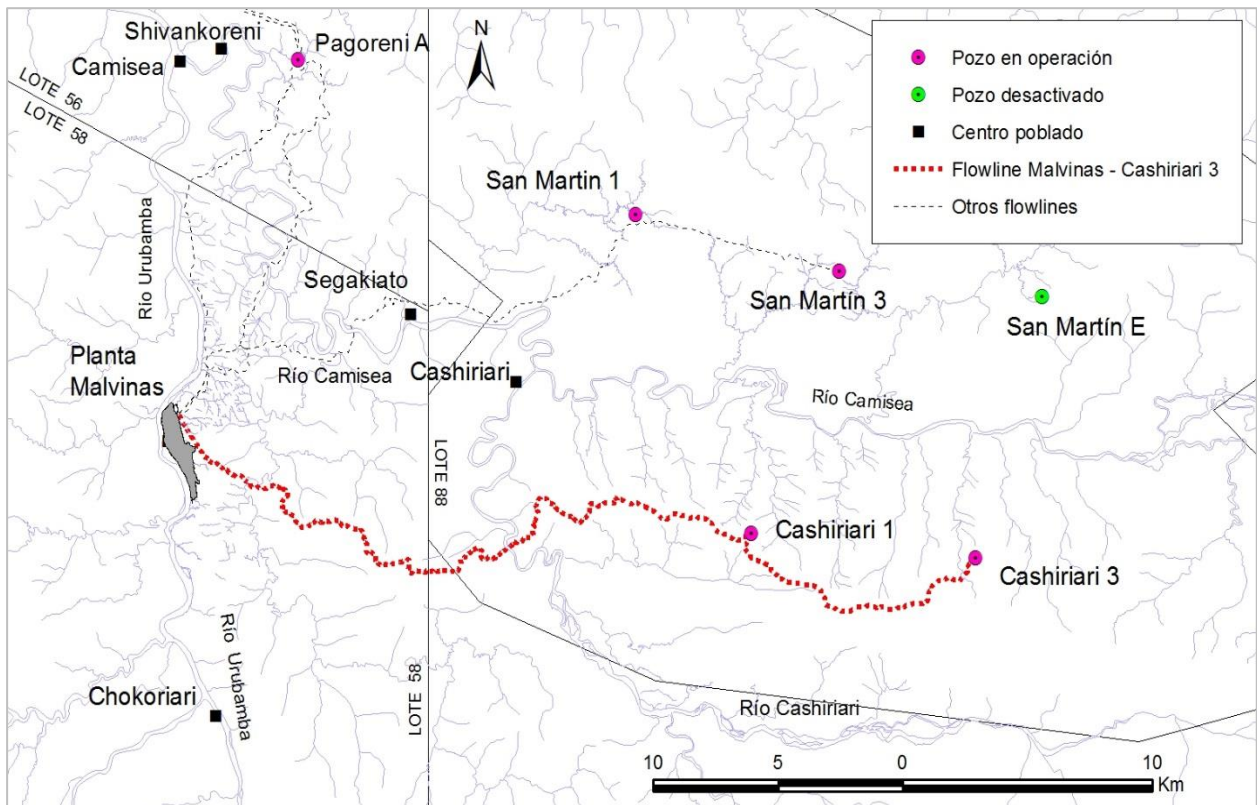 Shivankoreni
Camisea
Pagoreni A
N
Pozo en operación
Pozo desactivado
Centro poblado
Flowline Malvinas - Cashiriari 3
Otros flowlines
LOTE 56
LOTE 58
San Martin 1
Río Urubamba
Segakiato
San Martín 3
San Martín E
Planta
Malvinas
Río Camisea
Cashiriari
Río Camisea
LOTE 88
Cashiriari 1
Cashiriari 3
Río Urubamba
LOTE 58
Chokoriari
Río Cashiriari
10 5 0 10
Km